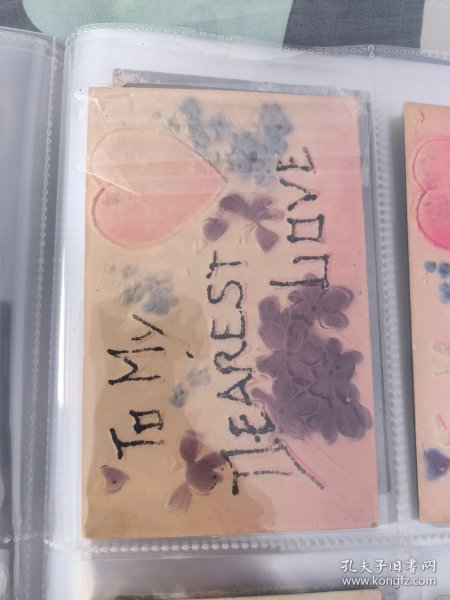 To My
DEAREST
LOVE
孔夫子旧书网
www.kongfz.com